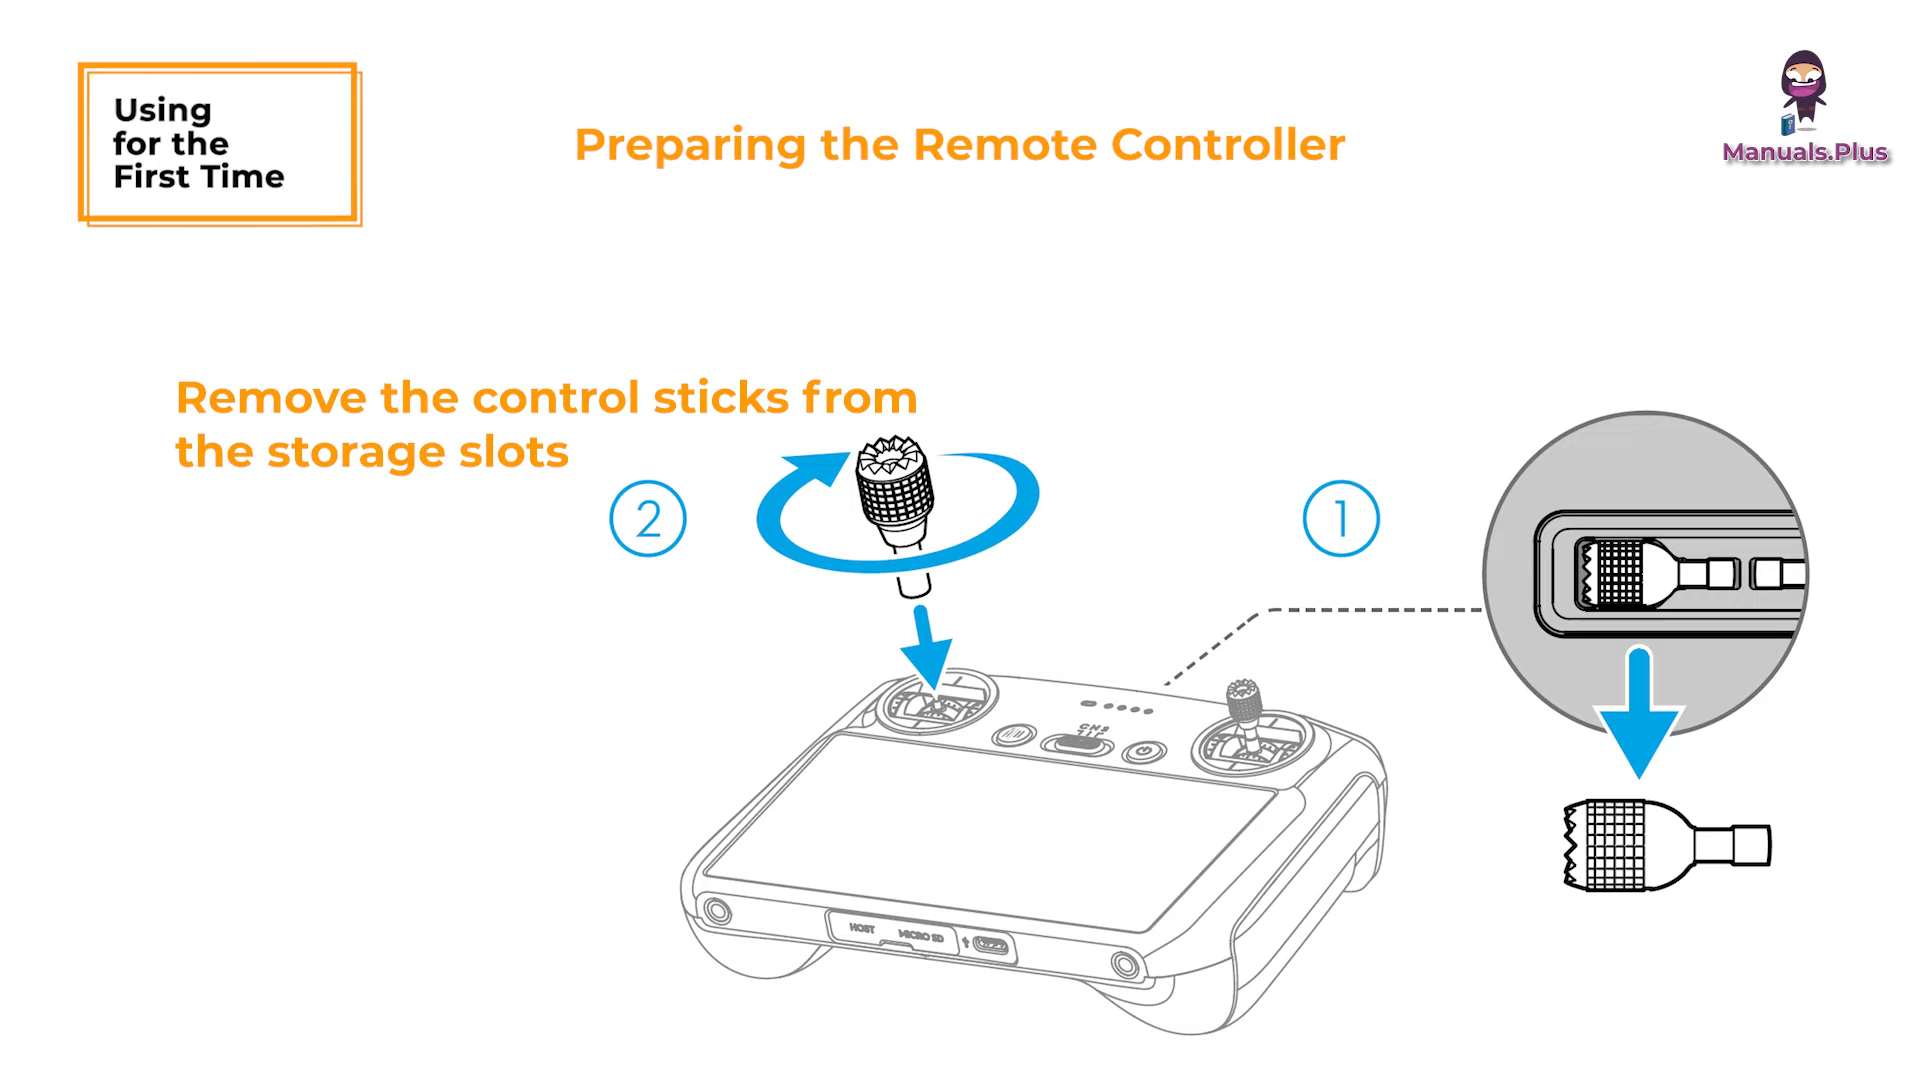 Using
for the
First Time
Preparing the Remote Controller
Manuals.Plus
Remove the control sticks from
the storage slots
2
1
C N S
HOST
MICRO SD